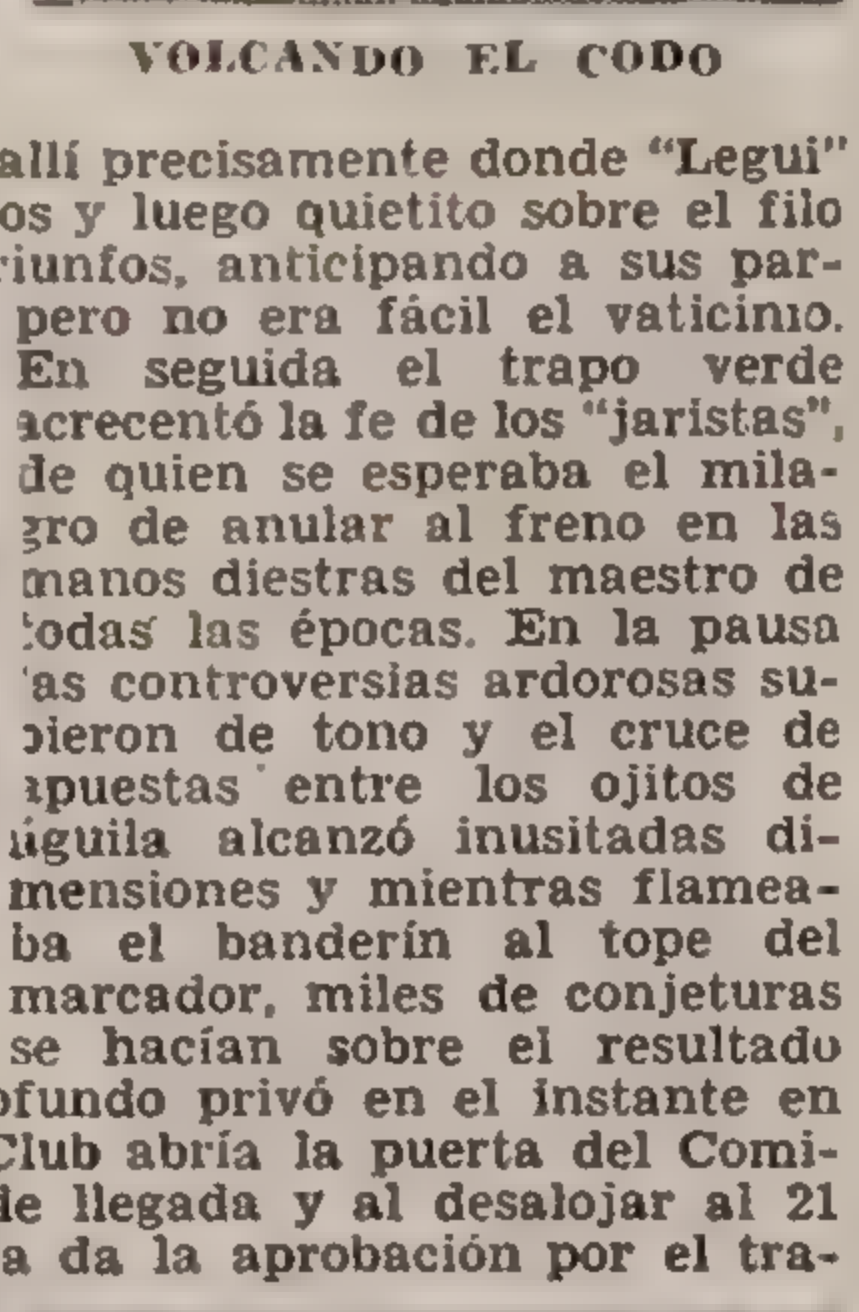 VOLCANDO EL CODO
allí precisamente donde "Legui"
os y luego quietito sobre el filo
riunfos, anticipando a sus par-
pero no era fácil el vaticinio.
En seguida el trapo verde
acrecentó la fe de los "jaristas",
de quien se esperaba el mila-
gro de anular al freno en las
manos diestras del maestro de
todas las épocas. En la pausa
las controversias ardorosas su-
bieron de tono y el cruce de
apuestas entre los ojitos de
águila alcanzó inusitadas di-
mensiones y mientras flamea-
ba el banderín al tope del
marcador, miles de conjeturas
se hacían sobre el resultado
ofundo privó en el instante en
Club abría la puerta del Comi-
de llegada y al desalojar al 21
a da la aprobación por el tra-